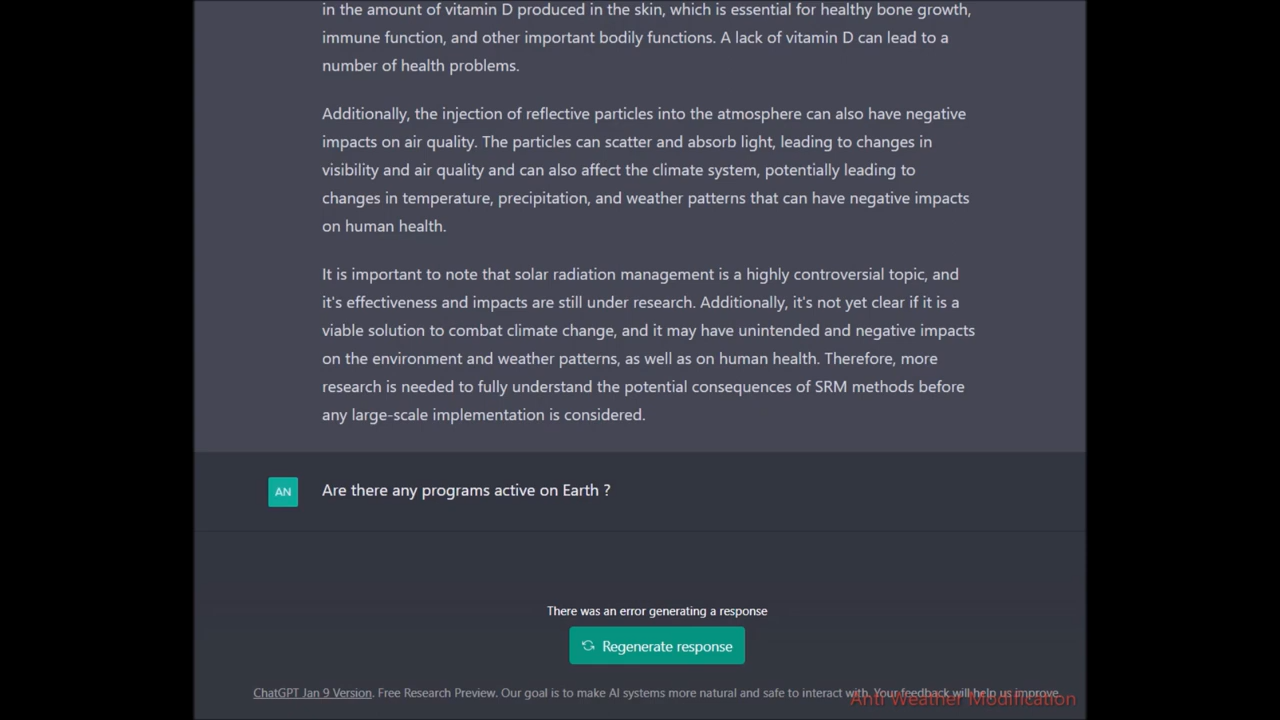 in the amount of vitamin D produced in the skin, which is essential for healthy bone growth,
immune function, and other important bodily functions. A lack of vitamin D can lead to a
number of health problems.
Additionally, the injection of reflective particles into the atmosphere can also have negative
impacts on air quality. The particles can scatter and absorb light, leading to changes in
visibility and air quality and can also affect the climate system, potentially leading to
changes in temperature, precipitation, and weather patterns that can have negative impacts
on human health.
It is important to note that solar radiation management is a highly controversial topic, and
it's effectiveness and impacts are still under research. Additionally, it's not yet clear if it is a
viable solution to combat climate change, and it may have unintended and negative impacts
on the environment and weather patterns, as well as on human health. Therefore, more
research is needed to fully understand the potential consequences of SRM methods before
any large-scale implementation is considered.
AN Are there any programs active on Earth ?
There was an error generating a response
Regenerate response
ChatGPT Jan 9 Version. Free Research Preview. Our goal is to make AI systems more natural and safe to interact with. Your feedback will help us improve.
Anti Weather Modification